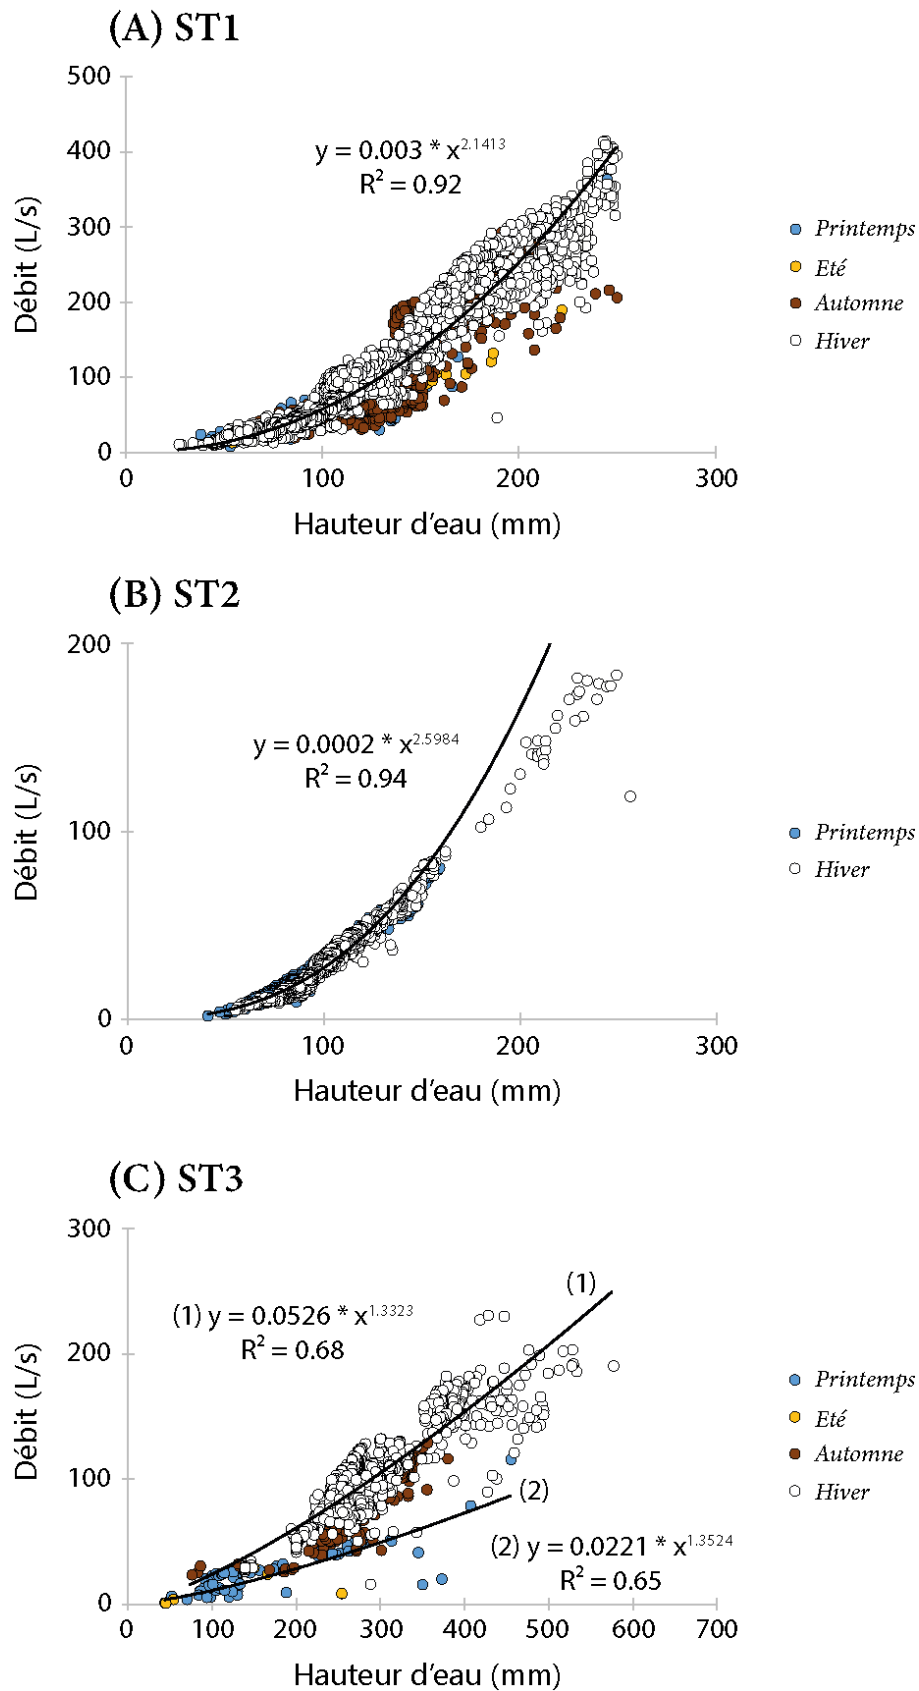 (A) ST1
500
400
300
200
100
0
Débit (L/s)
y = 0.003 * x^2.1413
R² = 0.92
Printemps
Eté
Automne
Hiver
0 100 200 300
Hauteur d'eau (mm)
(B) ST2
200
100
0
Débit (L/s)
y = 0.0002 * x^2.5984
R² = 0.94
Printemps
Hiver
0 100 200 300
Hauteur d'eau (mm)
(C) ST3
300
200
100
0
Débit (L/s)
(1)
(1) y = 0.0526 * x^1.3323
R² = 0.68
(2)
(2) y = 0.0221 * x^1.3524
R² = 0.65
Printemps
Eté
Automne
Hiver
0 100 200 300 400 500 600 700
Hauteur d'eau (mm)